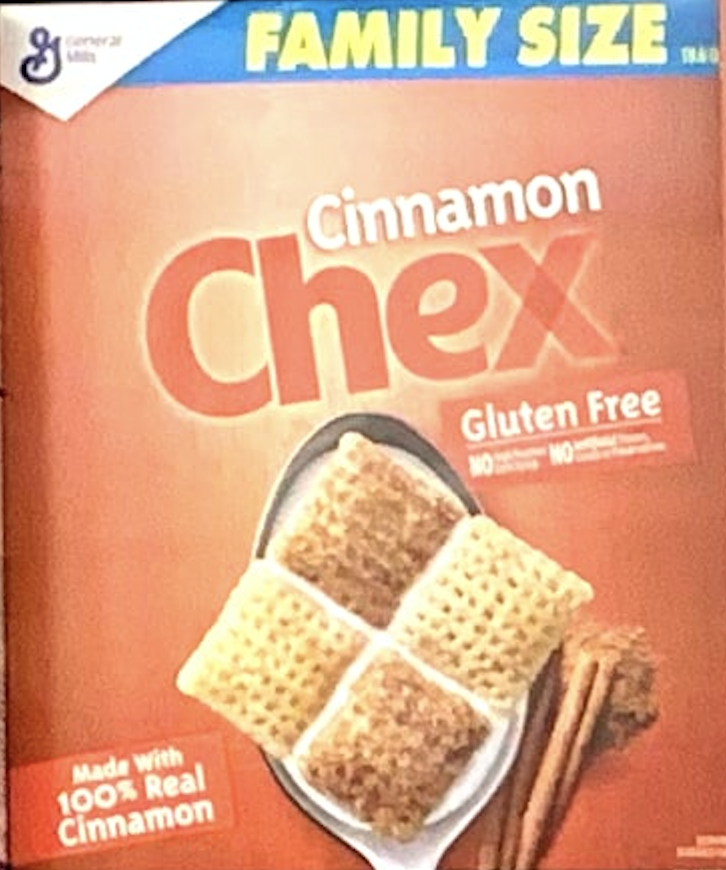 General
Mills
FAMILY SIZE
Cinnamon
Chex
Gluten Free
NO NO
Made With
100% Real
Cinnamon